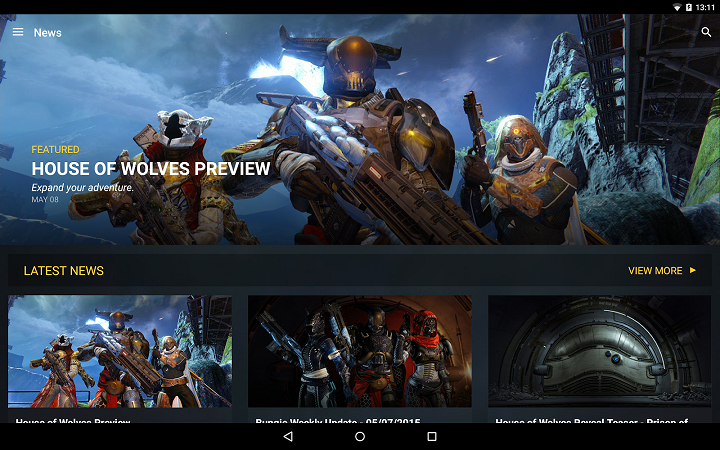 13:11
News
FEATURED
HOUSE OF WOLVES PREVIEW
Expand your adventure.
MAY 08
LATEST NEWS
VIEW MORE
House of Wolves Preview
Bungie Weekly Update - 05/07/2015
House of Wolves Reveal Teaser - Prison of